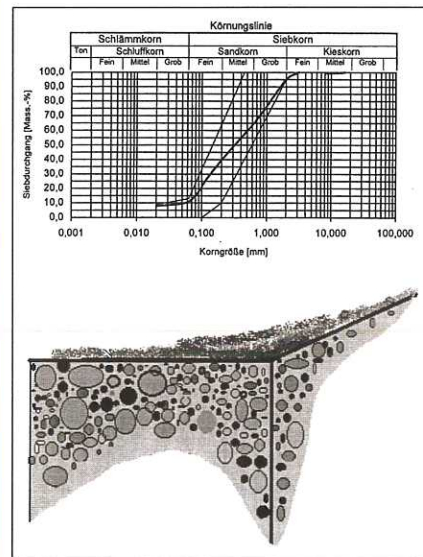 Körnungslinie
Schlämmkorn Siebkorn
Ton Schluffkorn Sandkorn Kieskorn
Fein Mittel Grob Fein Mittel Grob Fein Mittel Grob
Siebdurchgang [Mass.-%]
100,0
90,0
80,0
70,0
60,0
50,0
40,0
30,0
20,0
10,0
0,0
0,001 0,010 0,100 1,000 10,000 100,000
Korngröße [mm]